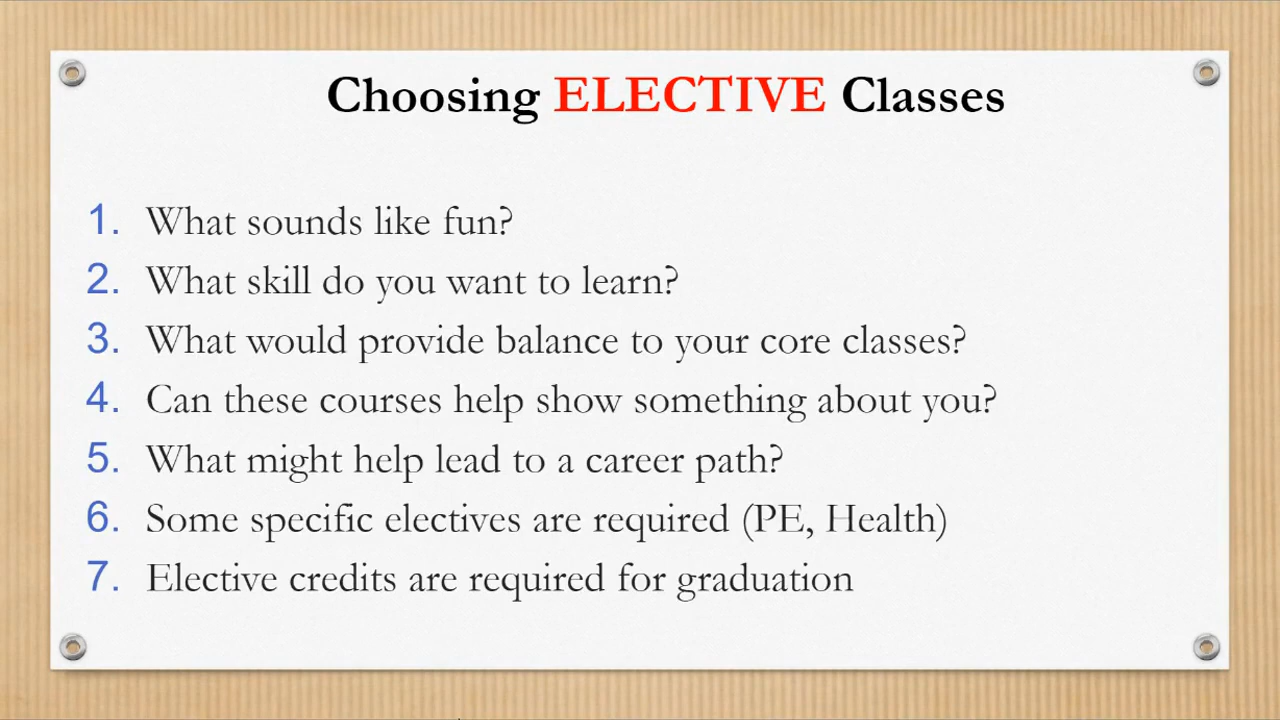 Choosing ELECTIVE Classes
1. What sounds like fun?
2. What skill do you want to learn?
3. What would provide balance to your core classes?
4. Can these courses help show something about you?
5. What might help lead to a career path?
6. Some specific electives are required (PE, Health)
7. Elective credits are required for graduation